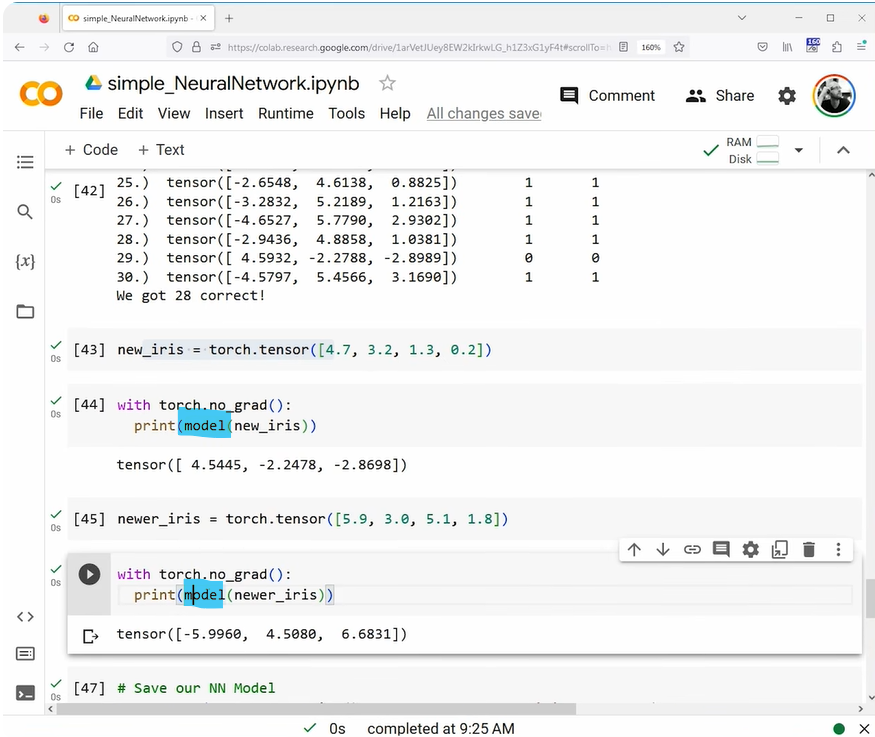 simple_NeuralNetwork.ipynb -
https://colab.research.google.com/drive/1arVetJUey8EW2kIrkwLG_h1Z3xG1yF4t#scrollTo=
160%
160
CO
simple_NeuralNetwork.ipynb
Comment
Share
File Edit View Insert Runtime Tools Help All changes save
+ Code + Text
RAM
Disk
0s
[42]
25.) tensor([-2.6548, 4.6138, 0.8825]) 1 1
26.) tensor([-3.2832, 5.2189, 1.2163]) 1 1
27.) tensor([-4.6527, 5.7790, 2.9302]) 1 1
28.) tensor([-2.9436, 4.8858, 1.0381]) 1 1
29.) tensor([ 4.5932, -2.2788, -2.8989]) 0 0
30.) tensor([-4.5797, 5.4566, 3.1690]) 1 1
We got 28 correct!
0s
[43] new_iris = torch.tensor([4.7, 3.2, 1.3, 0.2])
0s
[44] with torch.no_grad():
print(model(new_iris))
tensor([ 4.5445, -2.2478, -2.8698])
0s
[45] newer_iris = torch.tensor([5.9, 3.0, 5.1, 1.8])
0s
with torch.no_grad():
print(model(newer_iris))
tensor([-5.9960, 4.5080, 6.6831])
0s
[47] # Save our NN Model
{x}
0s completed at 9:25 AM